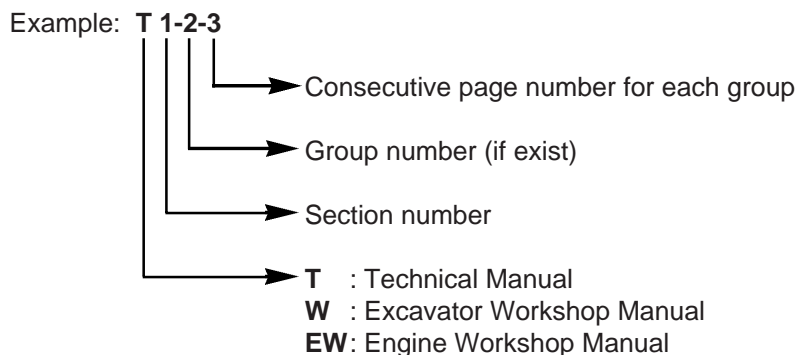 Example: T 1-2-3
Consecutive page number for each group
Group number (if exist)
Section number
T : Technical Manual
W : Excavator Workshop Manual
EW: Engine Workshop Manual